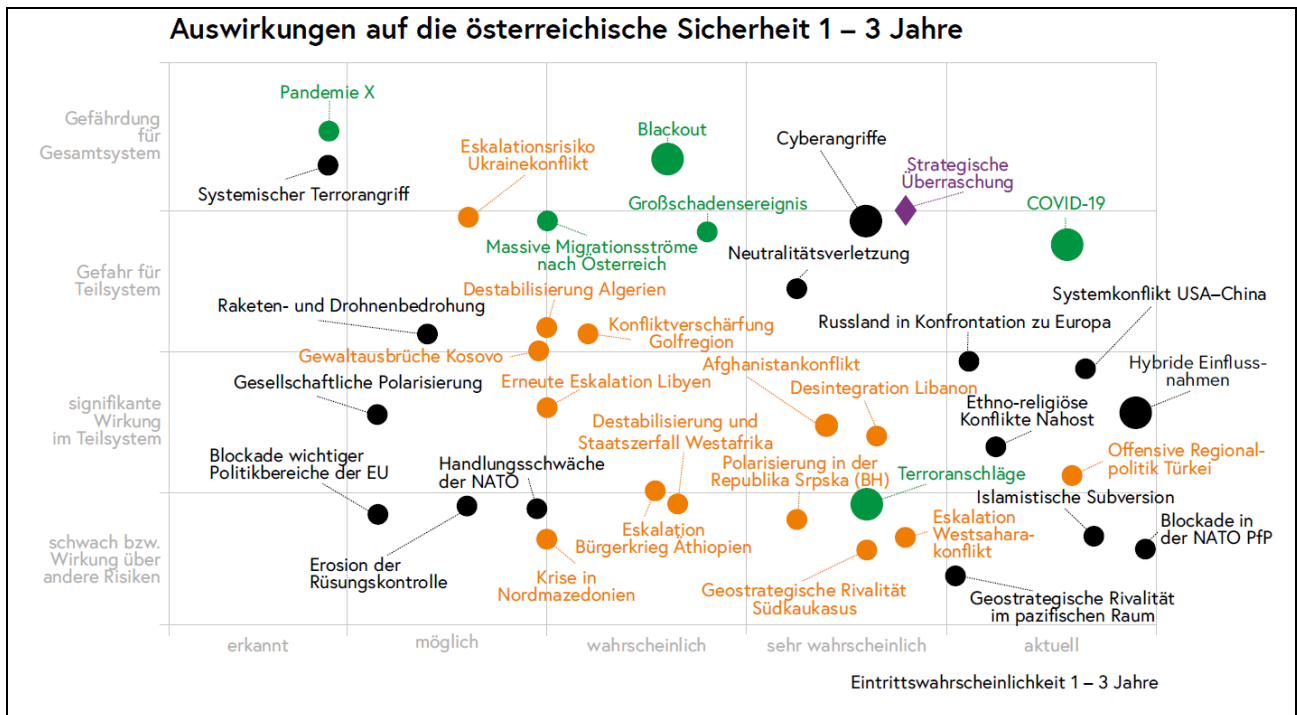 Auswirkungen auf die österreichische Sicherheit 1 – 3 Jahre
Gefährdung
für
Gesamtsystem
Gefahr für
Teilsystem
signifikante
Wirkung
im Teilsystem
schwach bzw.
Wirkung über
andere Risiken
Pandemie X
Systemischer Terrorangriff
Eskalationsrisiko
Ukrainekonflikt
Blackout
Cyberangriffe
Strategische
Überraschung
COVID-19
Großschadensereignis
Massive Migrationsströme
nach Österreich
Neutralitätsverletzung
Destabilisierung Algerien
Raketen- und Drohnenbedrohung
Konfliktverschärfung
Golfregion
Systemkonflikt USA–China
Russland in Konfrontation zu Europa
Gewaltausbrüche Kosovo
Afghanistankonflikt
Hybride Einfluss-
nahmen
Gesellschaftliche Polarisierung
Erneute Eskalation Libyen
Desintegration Libanon
Ethno-religiöse
Konflikte Nahost
Destabilisierung und
Staatszerfall Westafrika
Blockade wichtiger
Politikbereiche der EU
Handlungsschwäche
der NATO
Polarisierung in der
Republika Srpska (BH)
Terroranschläge
Offensive Regional-
politik Türkei
Islamistische Subversion
Eskalation
Bürgerkrieg Äthiopien
Eskalation
Westsahara-
konflikt
Blockade in
der NATO PfP
Erosion der
Rüsungskontrolle
Krise in
Nordmazedonien
Geostrategische Rivalität
Südkaukasus
Geostrategische Rivalität
im pazifischen Raum
erkannt
möglich
wahrscheinlich
sehr wahrscheinlich
aktuell
Eintrittswahrscheinlichkeit 1 – 3 Jahre